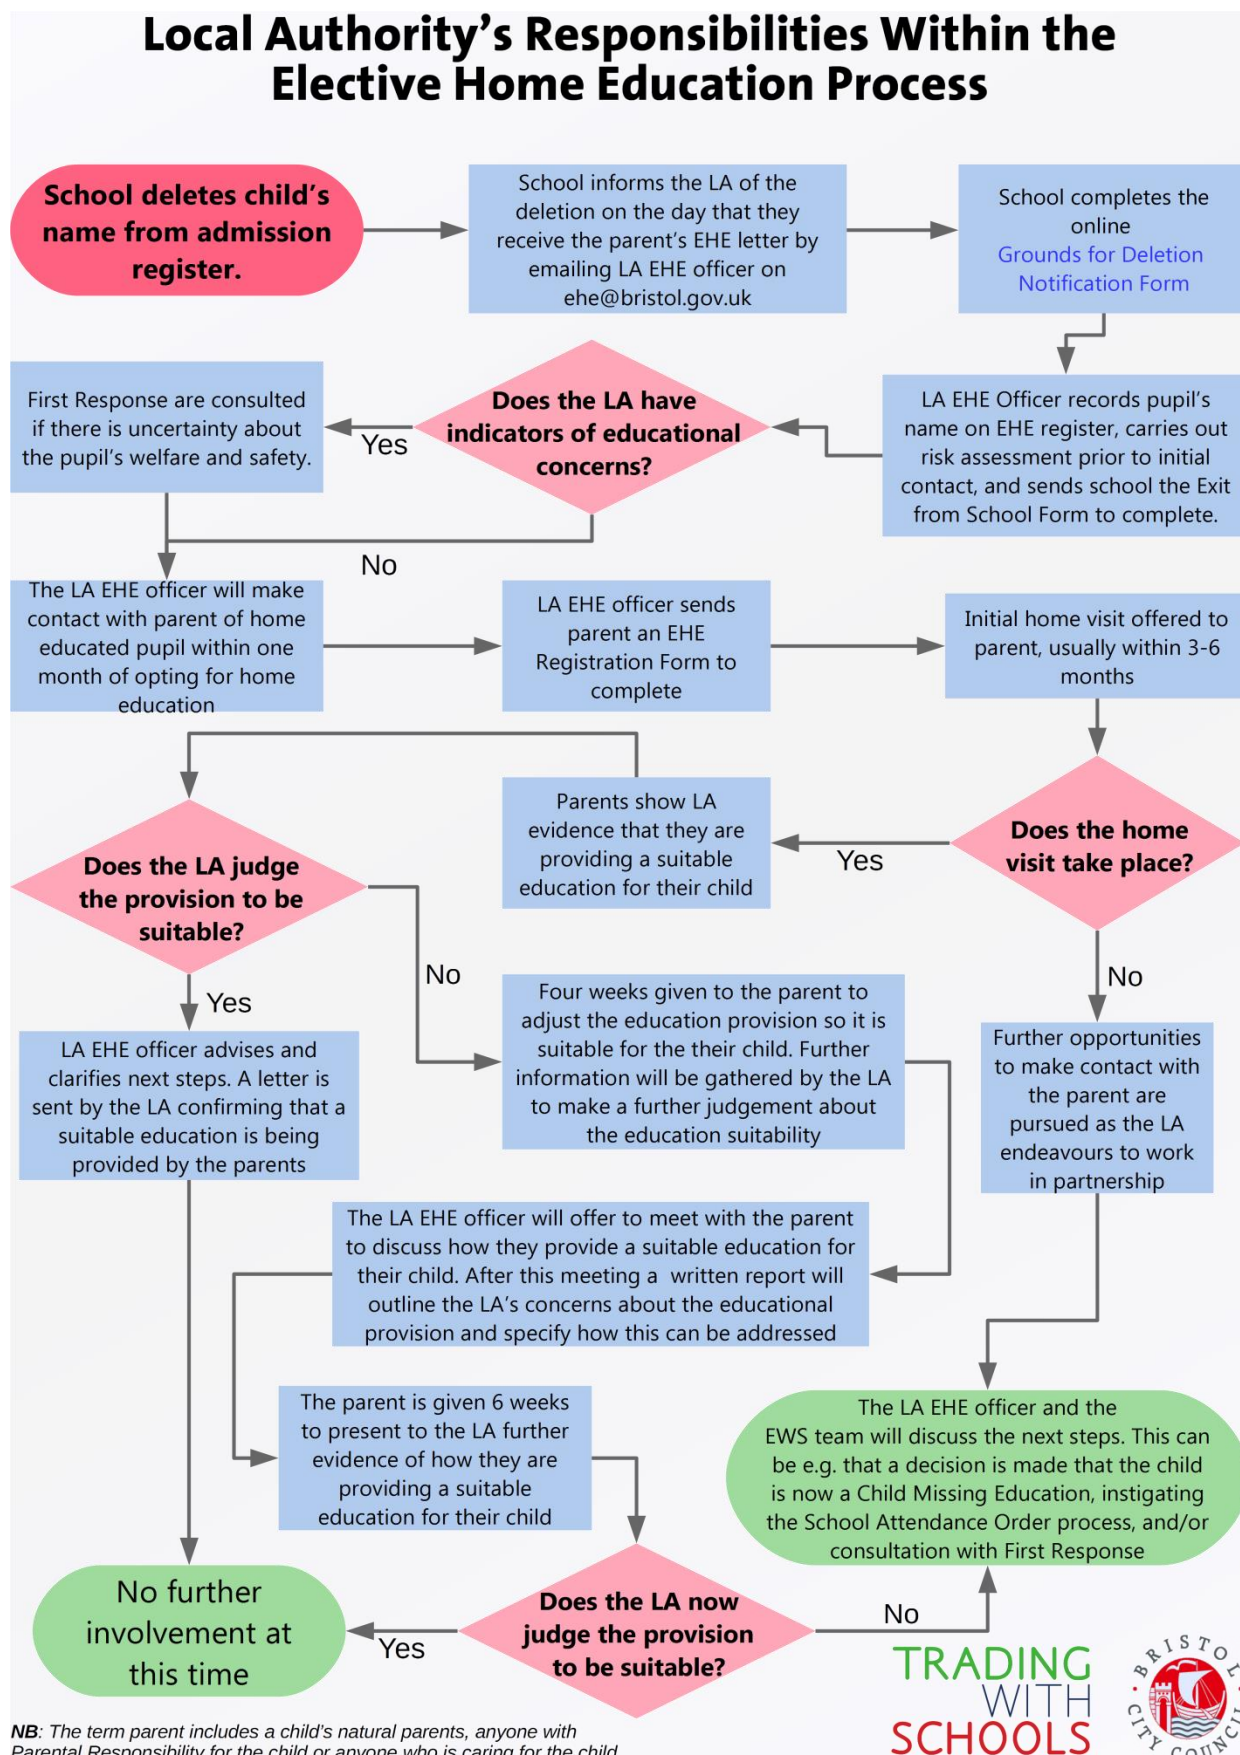 Local Authority's Responsibilities Within the
Elective Home Education Process
School deletes child's
name from admission
register.
School informs the LA of the
deletion on the day that they
receive the parent's EHE letter by
emailing LA EHE officer on
ehe@bristol.gov.uk
School completes the
online
Grounds for Deletion
Notification Form
First Response are consulted
if there is uncertainty about
the pupil's welfare and safety.
Yes
Does the LA have
indicators of educational
concerns?
LA EHE Officer records pupil's
name on EHE register, carries out
risk assessment prior to initial
contact, and sends school the Exit
from School Form to complete.
No
The LA EHE officer will make
contact with parent of home
educated pupil within one
month of opting for home
education
LA EHE officer sends
parent an EHE
Registration Form to
complete
Initial home visit offered to
parent, usually within 3-6
months
Does the LA judge
the provision to be
suitable?
Parents show LA
evidence that they are
providing a suitable
education for their child
Yes
Does the home
visit take place?
No
Yes
No
LA EHE officer advises and
clarifies next steps. A letter is
sent by the LA confirming that a
suitable education is being
provided by the parents
Four weeks given to the parent to
adjust the education provision so it is
suitable for the their child. Further
information will be gathered by the LA
to make a further judgement about
the education suitability
Further opportunities
to make contact with
the parent are
pursued as the LA
endeavours to work
in partnership
The LA EHE officer will offer to meet with the parent
to discuss how they provide a suitable education for
their child. After this meeting a written report will
outline the LA's concerns about the educational
provision and specify how this can be addressed
The parent is given 6 weeks
to present to the LA further
evidence of how they are
providing a suitable
education for their child
The LA EHE officer and the
EWS team will discuss the next steps. This can
be e.g. that a decision is made that the child
is now a Child Missing Education, instigating
the School Attendance Order process, and/or
consultation with First Response
No further
involvement at
this time
Yes
Does the LA now
judge the provision
to be suitable?
No
TRADING
WITH
SCHOOLS
BRISTOL
CITY COUNCIL
NB: The term parent includes a child's natural parents, anyone with
Parental Responsibility for the child or anyone who is caring for the child